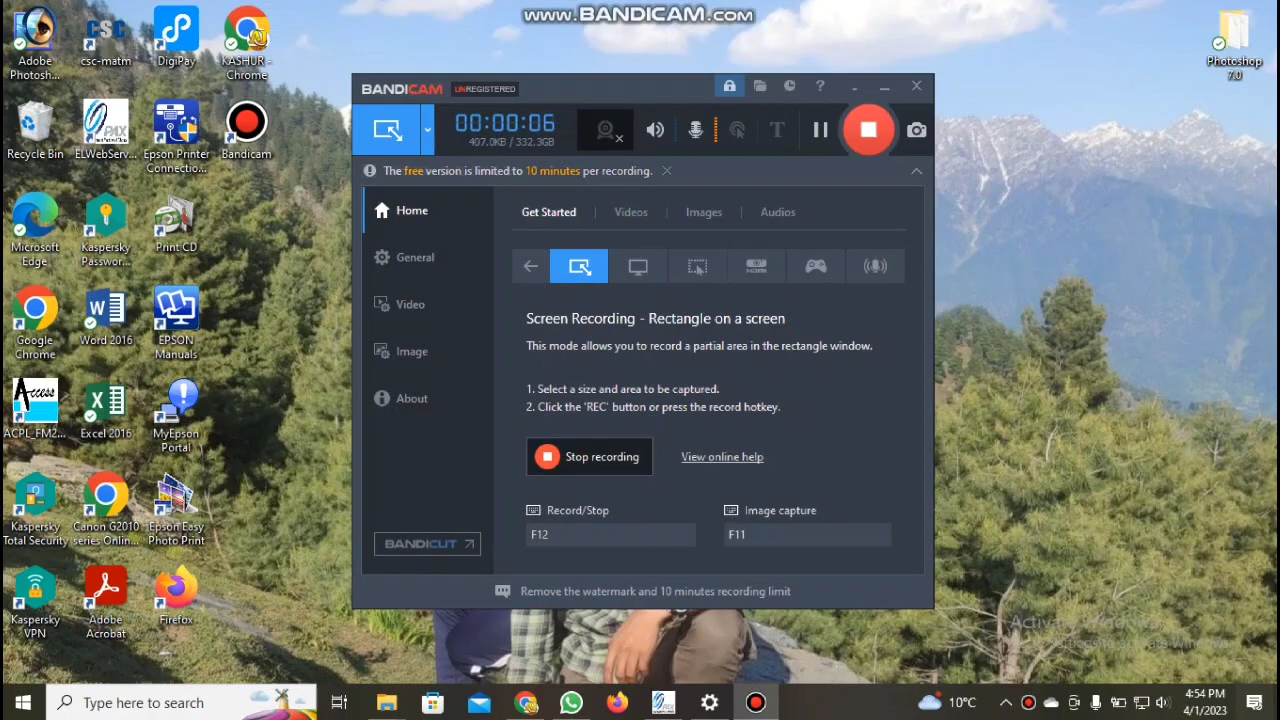 www.BANDICAM.com
Adobe
Photosh...
csc-matm
DigiPay
KASHUR -
Chrome
Photoshop
7.0
Recycle Bin
ELWebServ...
Epson Printer
Connectio...
Bandicam
Microsoft
Edge
Kaspersky
Passwor...
Print CD
Google
Chrome
Word 2016
EPSON
Manuals
ACPL_FM2...
Excel 2016
MyEpson
Portal
Kaspersky
Total Security
Canon G2010
series Onlin...
Epson Easy
Photo Print
Kaspersky
VPN
Adobe
Acrobat
Firefox
BANDICAM UNREGISTERED
00:00:06
407.0KB / 332.3GB
The free version is limited to 10 minutes per recording.
Home
General
Video
Image
About
BANDICUT
Get Started
Videos
Images
Audios
Screen Recording - Rectangle on a screen
This mode allows you to record a partial area in the rectangle window.
1. Select a size and area to be captured.
2. Click the 'REC' button or press the record hotkey.
Stop recording
View online help
Record/Stop
F12
Image capture
F11
Remove the watermark and 10 minutes recording limit
Activate Windows
Type here to search
10°C
4:54 PM
4/1/2023